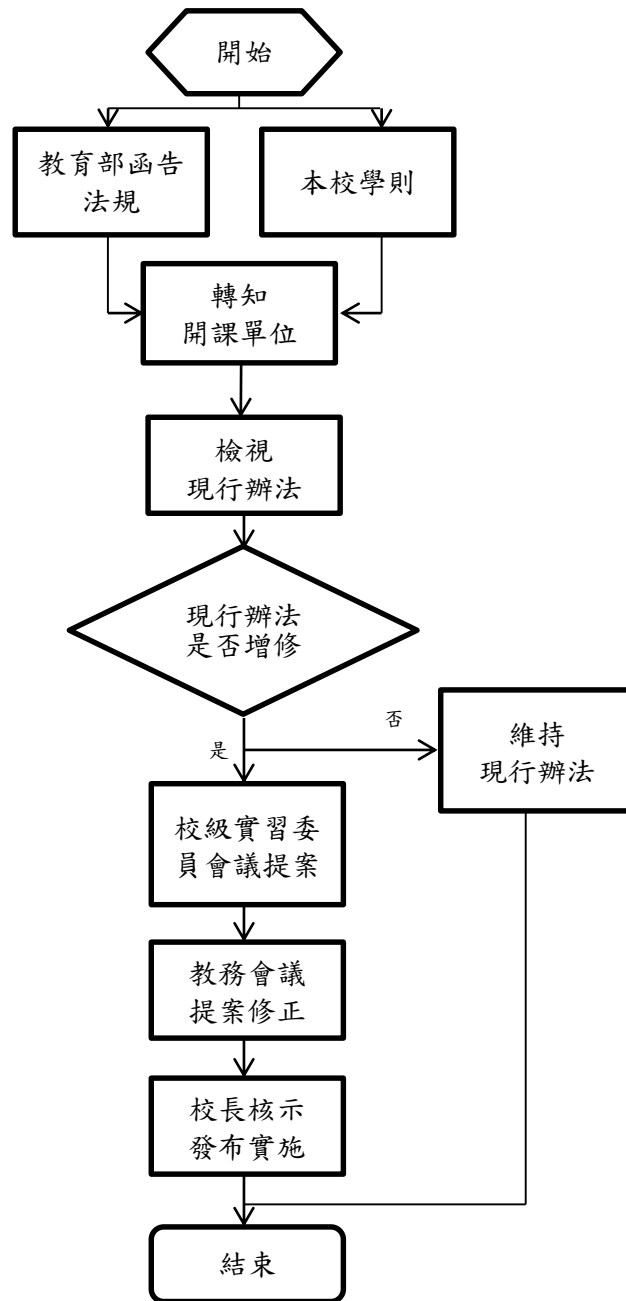 開始
教育部函告
法規
本校學則
轉知
開課單位
檢視
現行辦法
現行辦法
是否增修
否
是
維持
現行辦法
校級實習委
員會議提案
教務會議
提案修正
校長核示
發布實施
結束